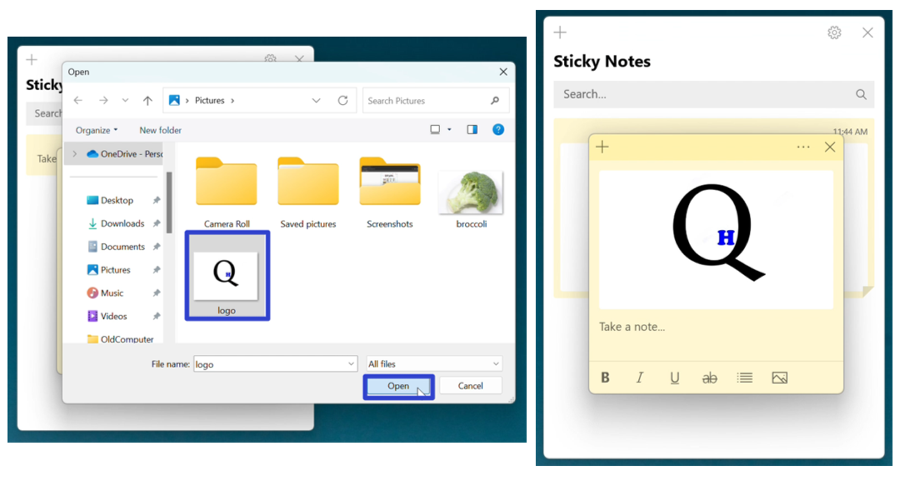 Sticky
Open
Search
Take
Pictures
Search Pictures
Organize
New folder
OneDrive - Perso
Desktop
Downloads
Documents
Pictures
Music
Videos
OldComputer
Camera Roll
Saved pictures
Screenshots
broccoli
Q
H
logo
File name: logo
All files
Open
Cancel
Sticky Notes
Search...
11:44 AM
Q
H
Take a note...
B I U ab